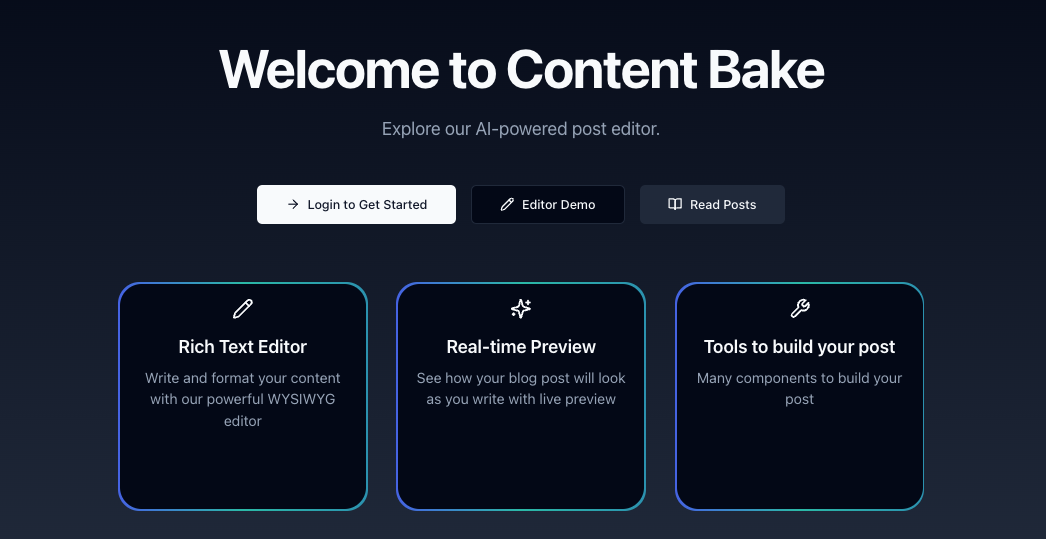 Welcome to Content Bake
Explore our AI-powered post editor.
Login to Get Started
Editor Demo
Read Posts
Rich Text Editor
Write and format your content
with our powerful WYSIWYG
editor
Real-time Preview
See how your blog post will look
as you write with live preview
Tools to build your post
Many components to build your
post